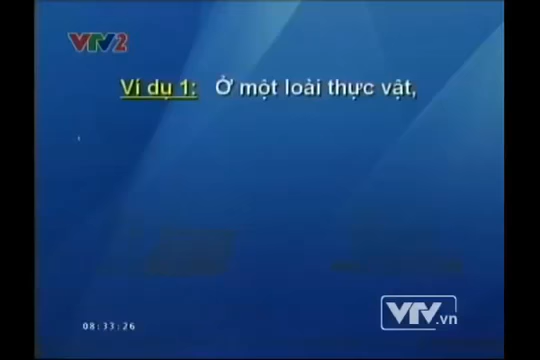 VTV2
Ví dụ 1: Ở một loài thực vật,
VTV.vn
08:33:26